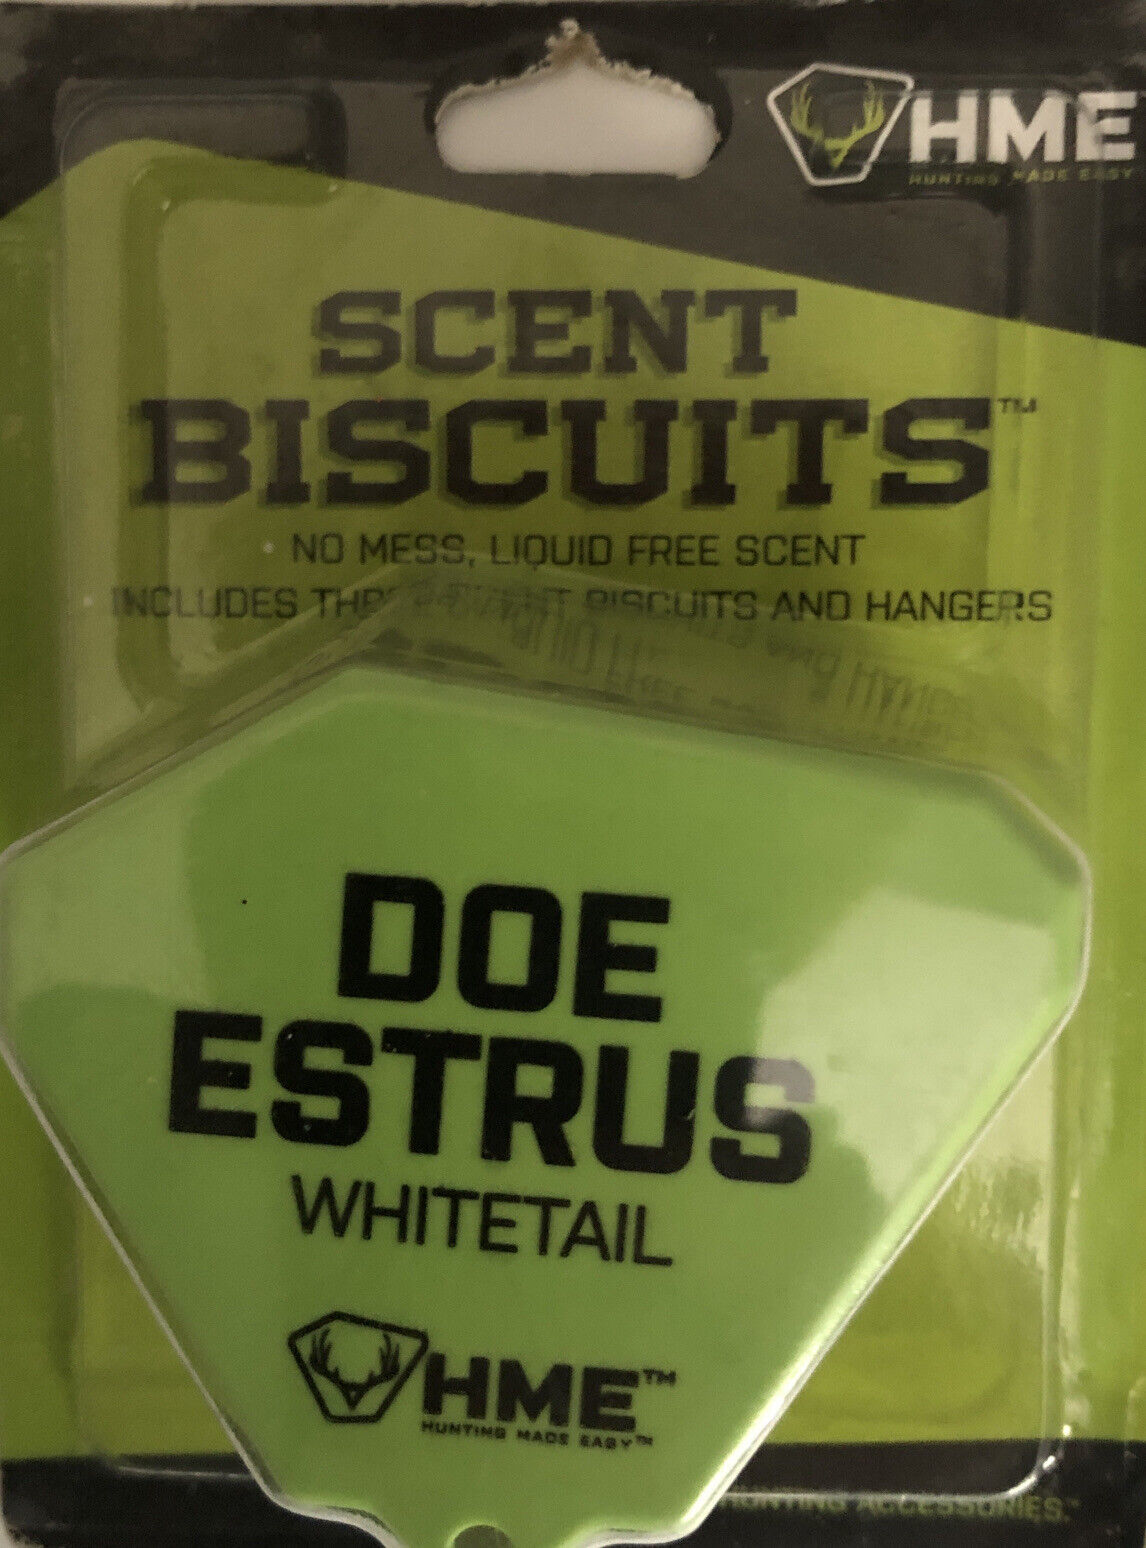 HME
HUNTING MADE EASY
SCENT
BISCUITS™
NO MESS, LIQUID FREE SCENT
INCLUDES BISCUITS AND HANGERS
DOE
ESTRUS
WHITETAIL
HME™
HUNTING MADE EASY™
HUNTING ACCESSORIES.